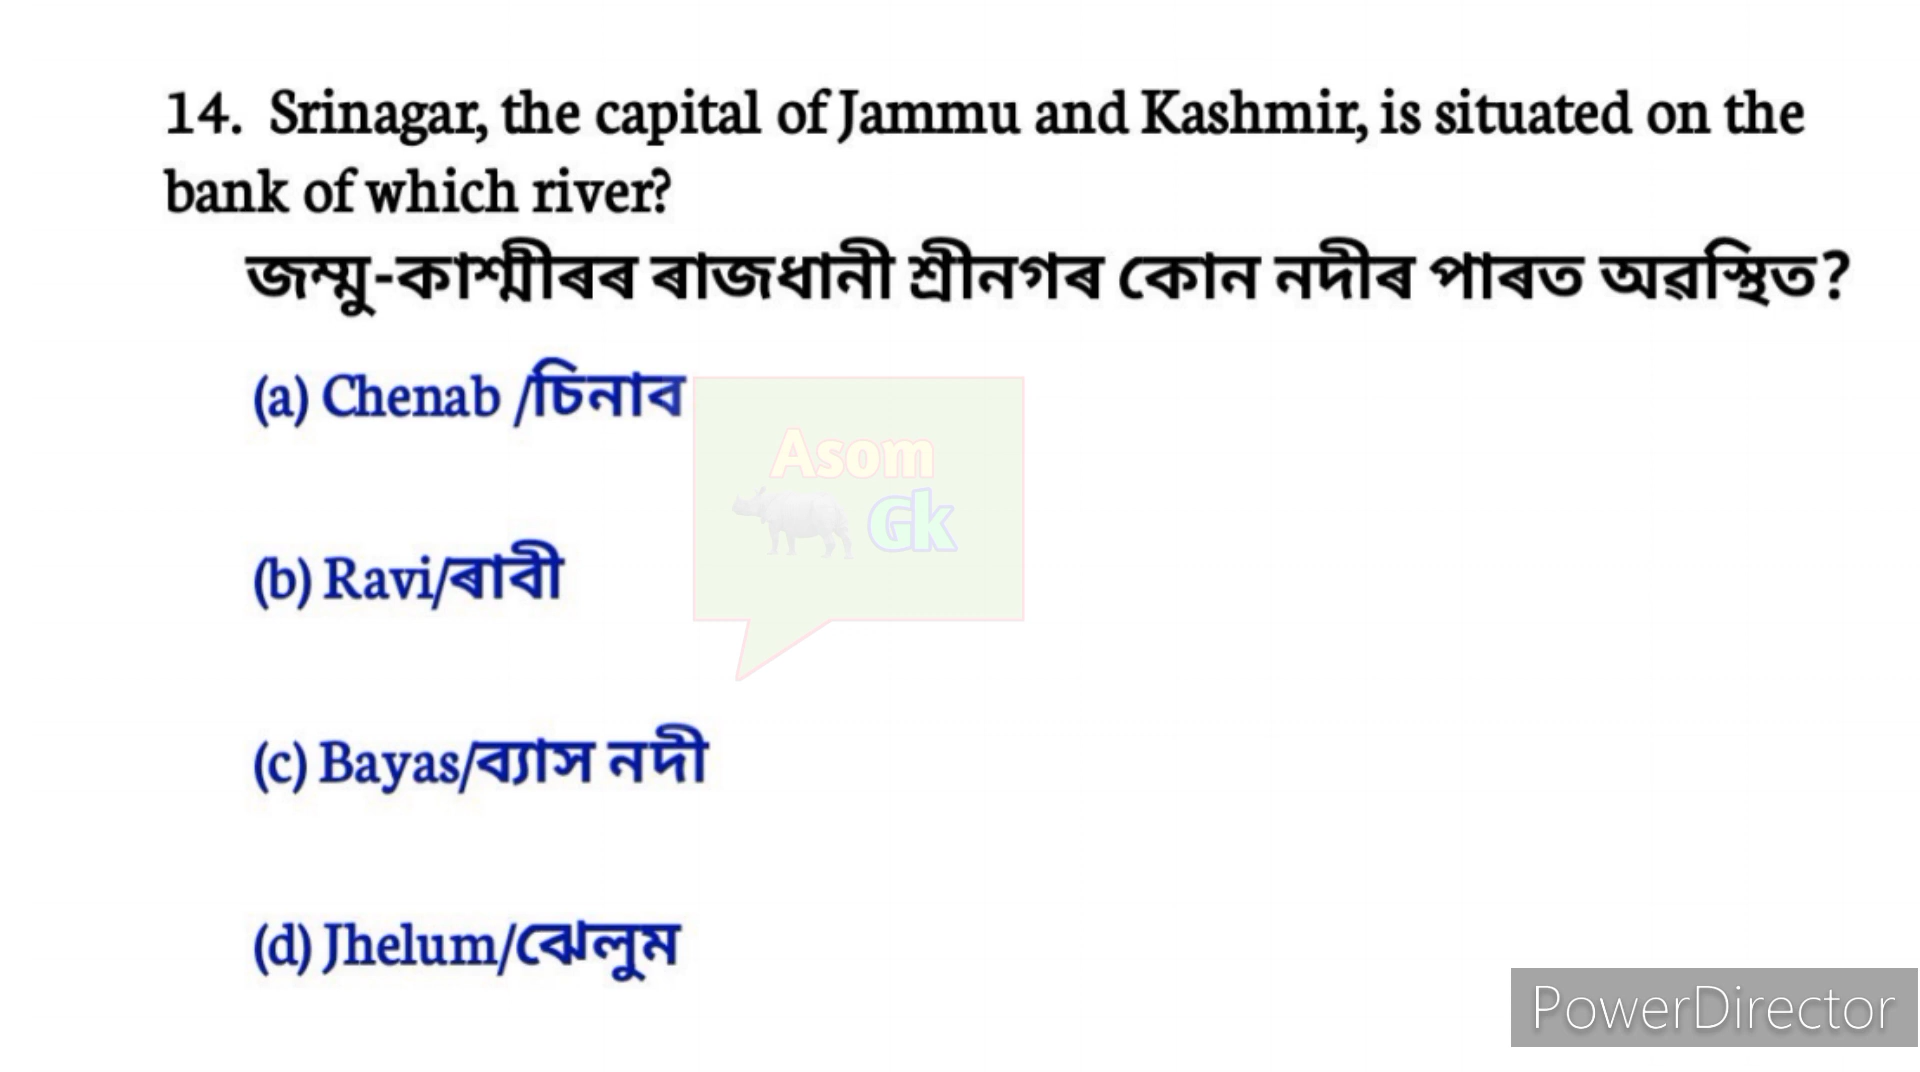 14. Srinagar, the capital of Jammu and Kashmir, is situated on the
bank of which river?
জম্মু-কাশ্মীৰৰ ৰাজধানী শ্ৰীনগৰ কোন নদীৰ পাৰত অৱস্থিত?
(a) Chenab /চিনাব
Asom
Gk
(b) Ravi/ৰাবী
(c) Bayas/ব্যাস নদী
(d) Jhelum/ঝেলুম
PowerDirector